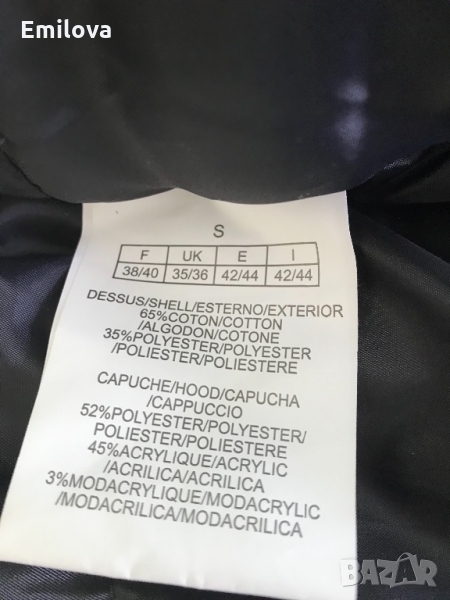 Emilova
S
F UK E I
38/40 35/36 42/44 42/44
DESSUS/SHELL/ESTERNO/EXTERIOR
65%COTON/COTTON
/ALGODON/COTONE
35%POLYESTER/POLYESTER
/POLIESTER/POLIESTERE
CAPUCHE/HOOD/CAPUCHA
/CAPPUCCIO
52%POLYESTER/POLYESTER/
POLIESTER/POLIESTERE
45%ACRYLIQUE/ACRYLIC
/ACRILICA/ACRILICA
3%MODACRYLIQUE/MODACRYLIC
/MODACRILICA/MODACRILICA
BAZAR